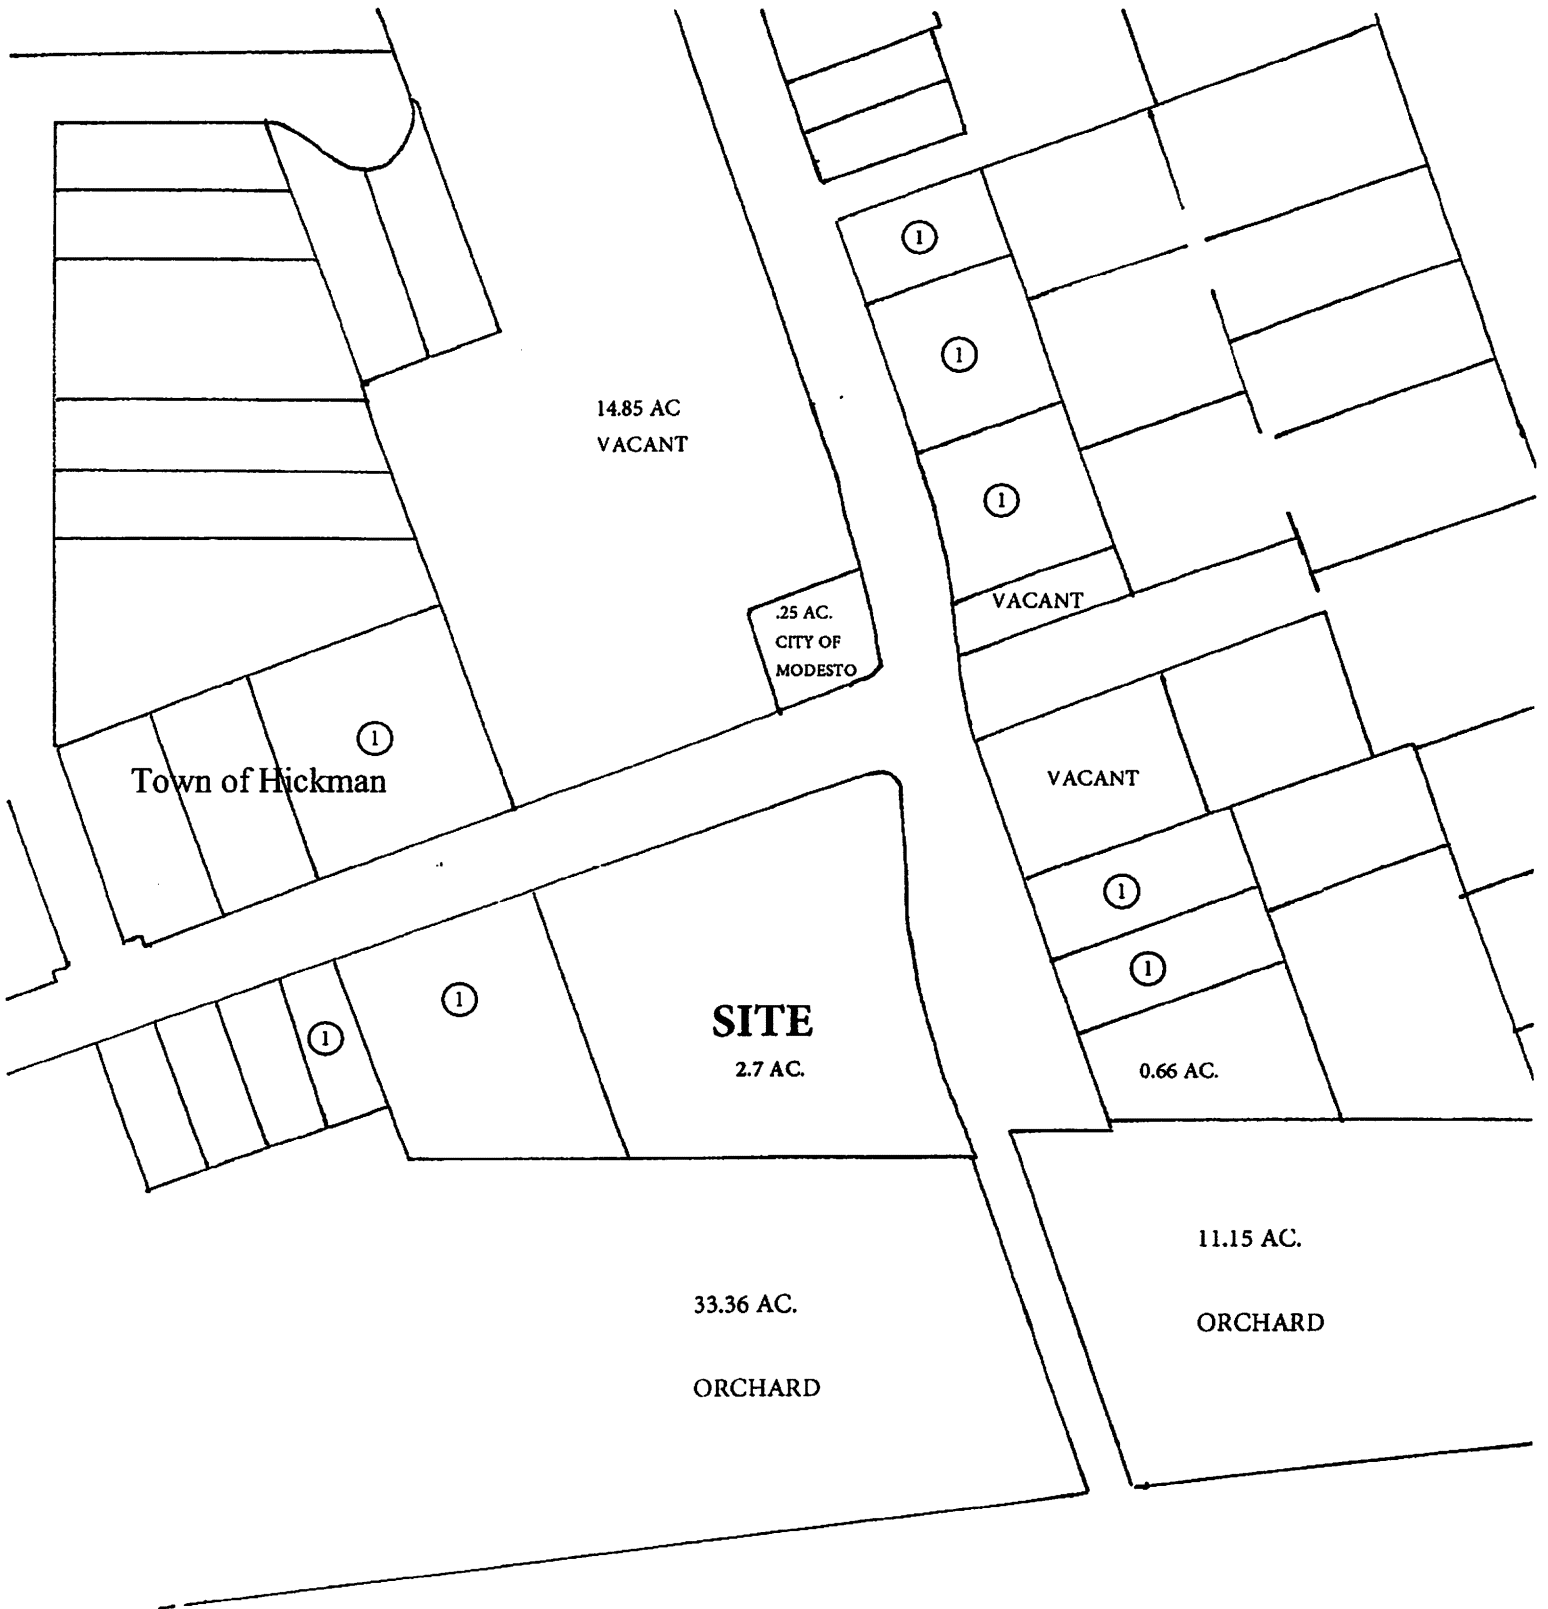 ①
①
14.85 AC
VACANT
①
VACANT
.25 AC.
CITY OF
MODESTO
①
Town of Hickman
VACANT
①
①
①
①
SITE
2.7 AC.
0.66 AC.
11.15 AC.
ORCHARD
33.36 AC.
ORCHARD